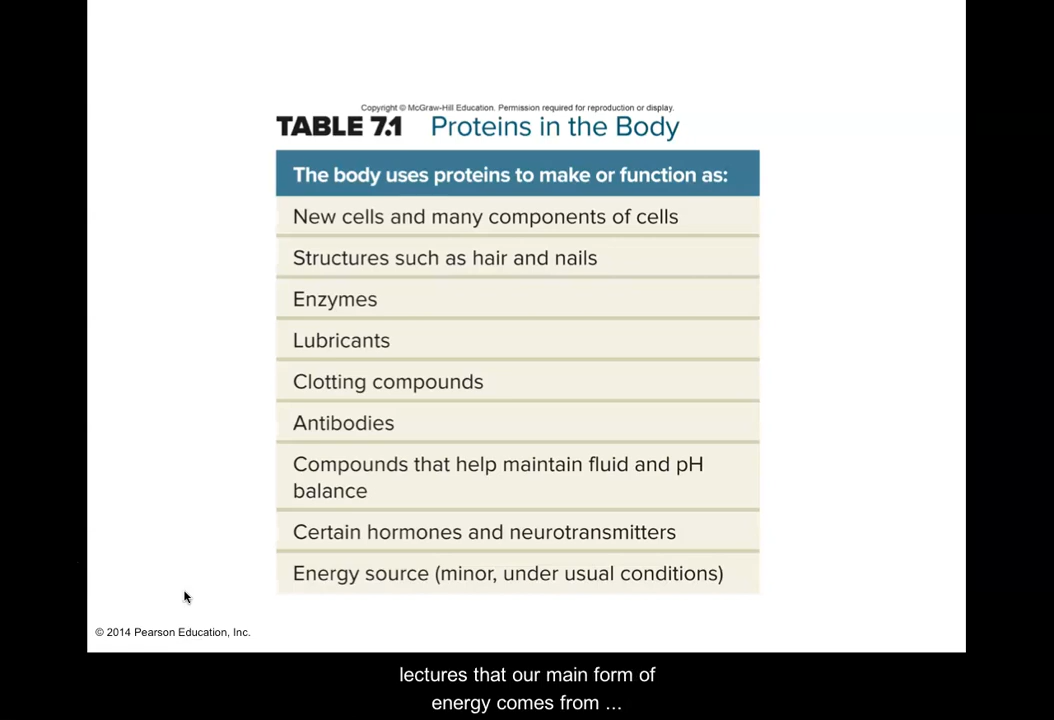 Copyright © McGraw-Hill Education. Permission required for reproduction or display.
TABLE 7.1 Proteins in the Body
The body uses proteins to make or function as:
New cells and many components of cells
Structures such as hair and nails
Enzymes
Lubricants
Clotting compounds
Antibodies
Compounds that help maintain fluid and pH
balance
Certain hormones and neurotransmitters
Energy source (minor, under usual conditions)
© 2014 Pearson Education, Inc.
lectures that our main form of
energy comes from ...